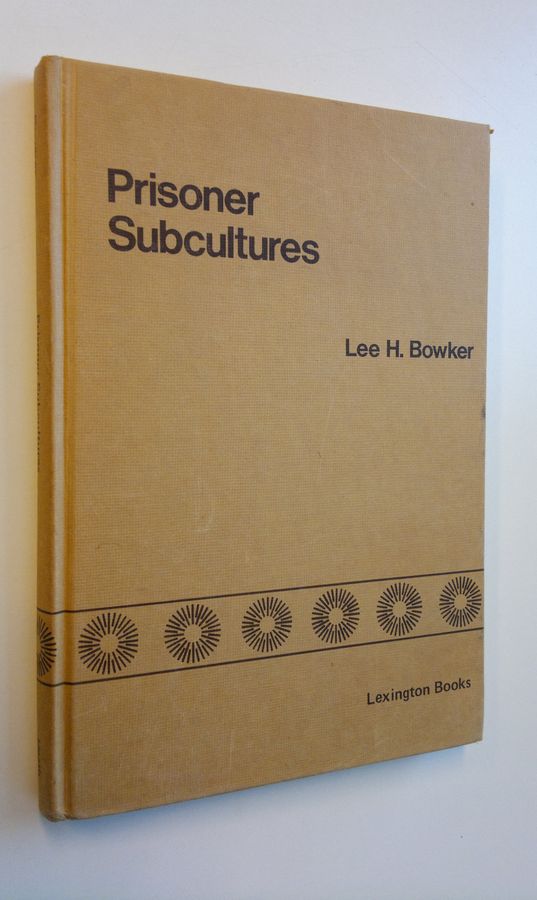 Prisoner
Subcultures
Lee H. Bowker
Lexington Books